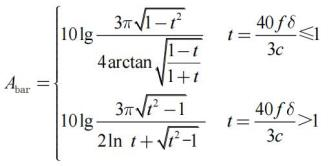 A_bar = { 10lg 3π√(1−t²) / 4arctan√((1−t)/(1+t))   t = 40fδ/3c ≤1
10lg 3π√(t²−1) / 2ln t+√(t²−1)   t = 40fδ/3c >1